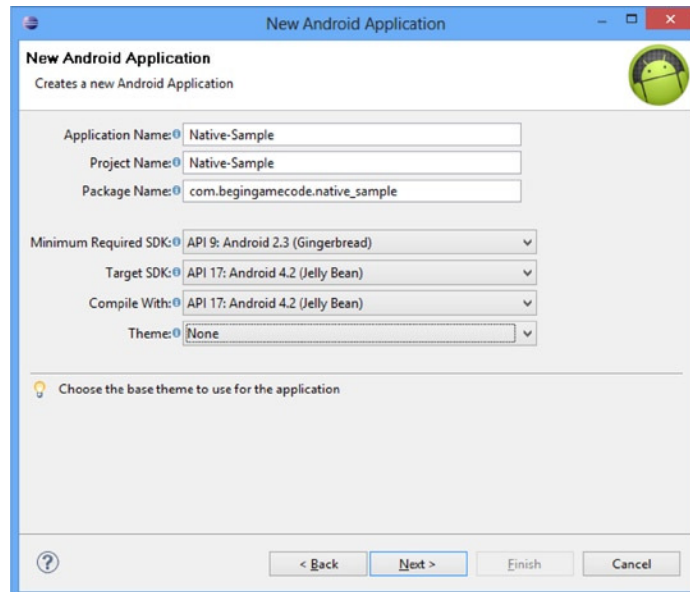 New Android Application
New Android Application
Creates a new Android Application
Application Name: Native-Sample
Project Name: Native-Sample
Package Name: com.begingamecode.native_sample
Minimum Required SDK: API 9: Android 2.3 (Gingerbread)
Target SDK: API 17: Android 4.2 (Jelly Bean)
Compile With: API 17: Android 4.2 (Jelly Bean)
Theme: None
Choose the base theme to use for the application
? < Back Next > Finish Cancel